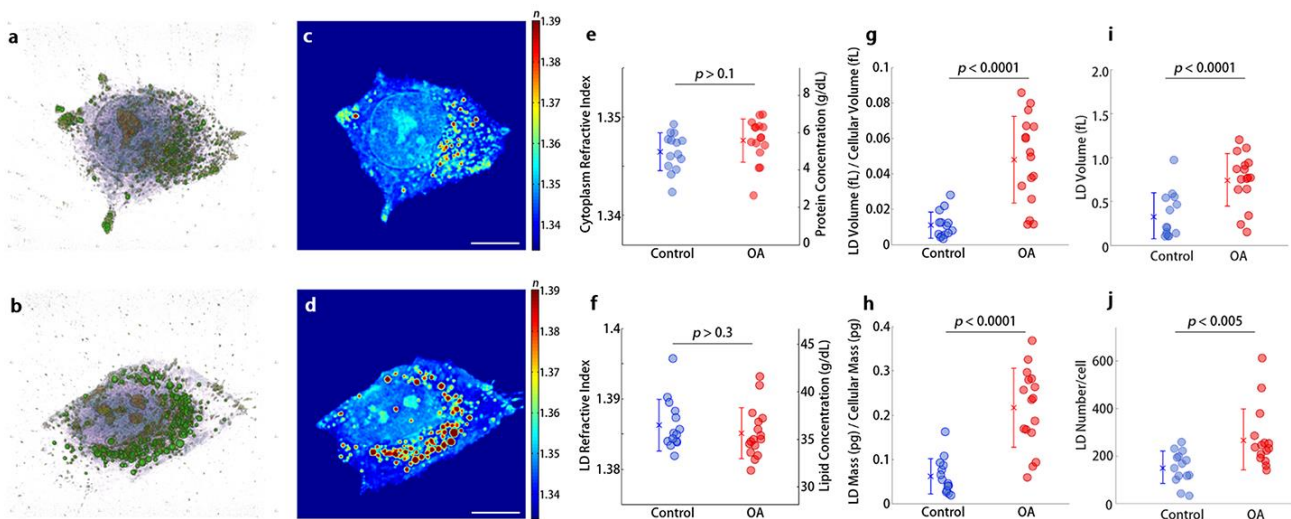 a
c
n
1.39
1.38
1.37
1.36
1.35
1.34
e
p > 0.1
Cytoplasm Refractive Index
1.35
1.34
Protein Concentration (g/dL)
8
6
4
2
0
Control
OA
g
p < 0.0001
LD Volume (fL) / Cellular Volume (fL)
0.1
0.08
0.06
0.04
0.02
0
Control
OA
i
p < 0.0001
LD Volume (fL)
2.0
1.5
1.0
0.5
0
Control
OA
b
d
n
1.39
1.38
1.37
1.36
1.35
1.34
f
p > 0.3
LD Refractive Index
1.4
1.39
1.38
Lipid Concentration (g/dL)
45
40
35
30
Control
OA
h
p < 0.0001
LD Mass (pg) / Cellular Mass (pg)
0.4
0.3
0.2
0.1
0
Control
OA
j
p < 0.005
LD Number/cell
600
400
200
0
Control
OA